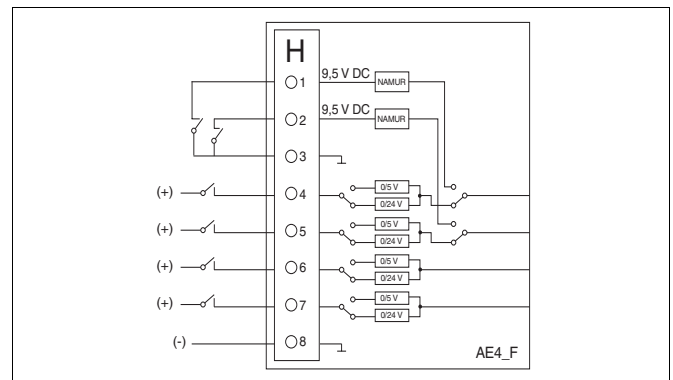 H
1 9,5 V DC NAMUR
2 9,5 V DC NAMUR
3
(+) 4 0/5 V
0/24 V
(+) 5 0/5 V
0/24 V
(+) 6 0/5 V
0/24 V
(+) 7 0/5 V
0/24 V
(-) 8
AE4_F